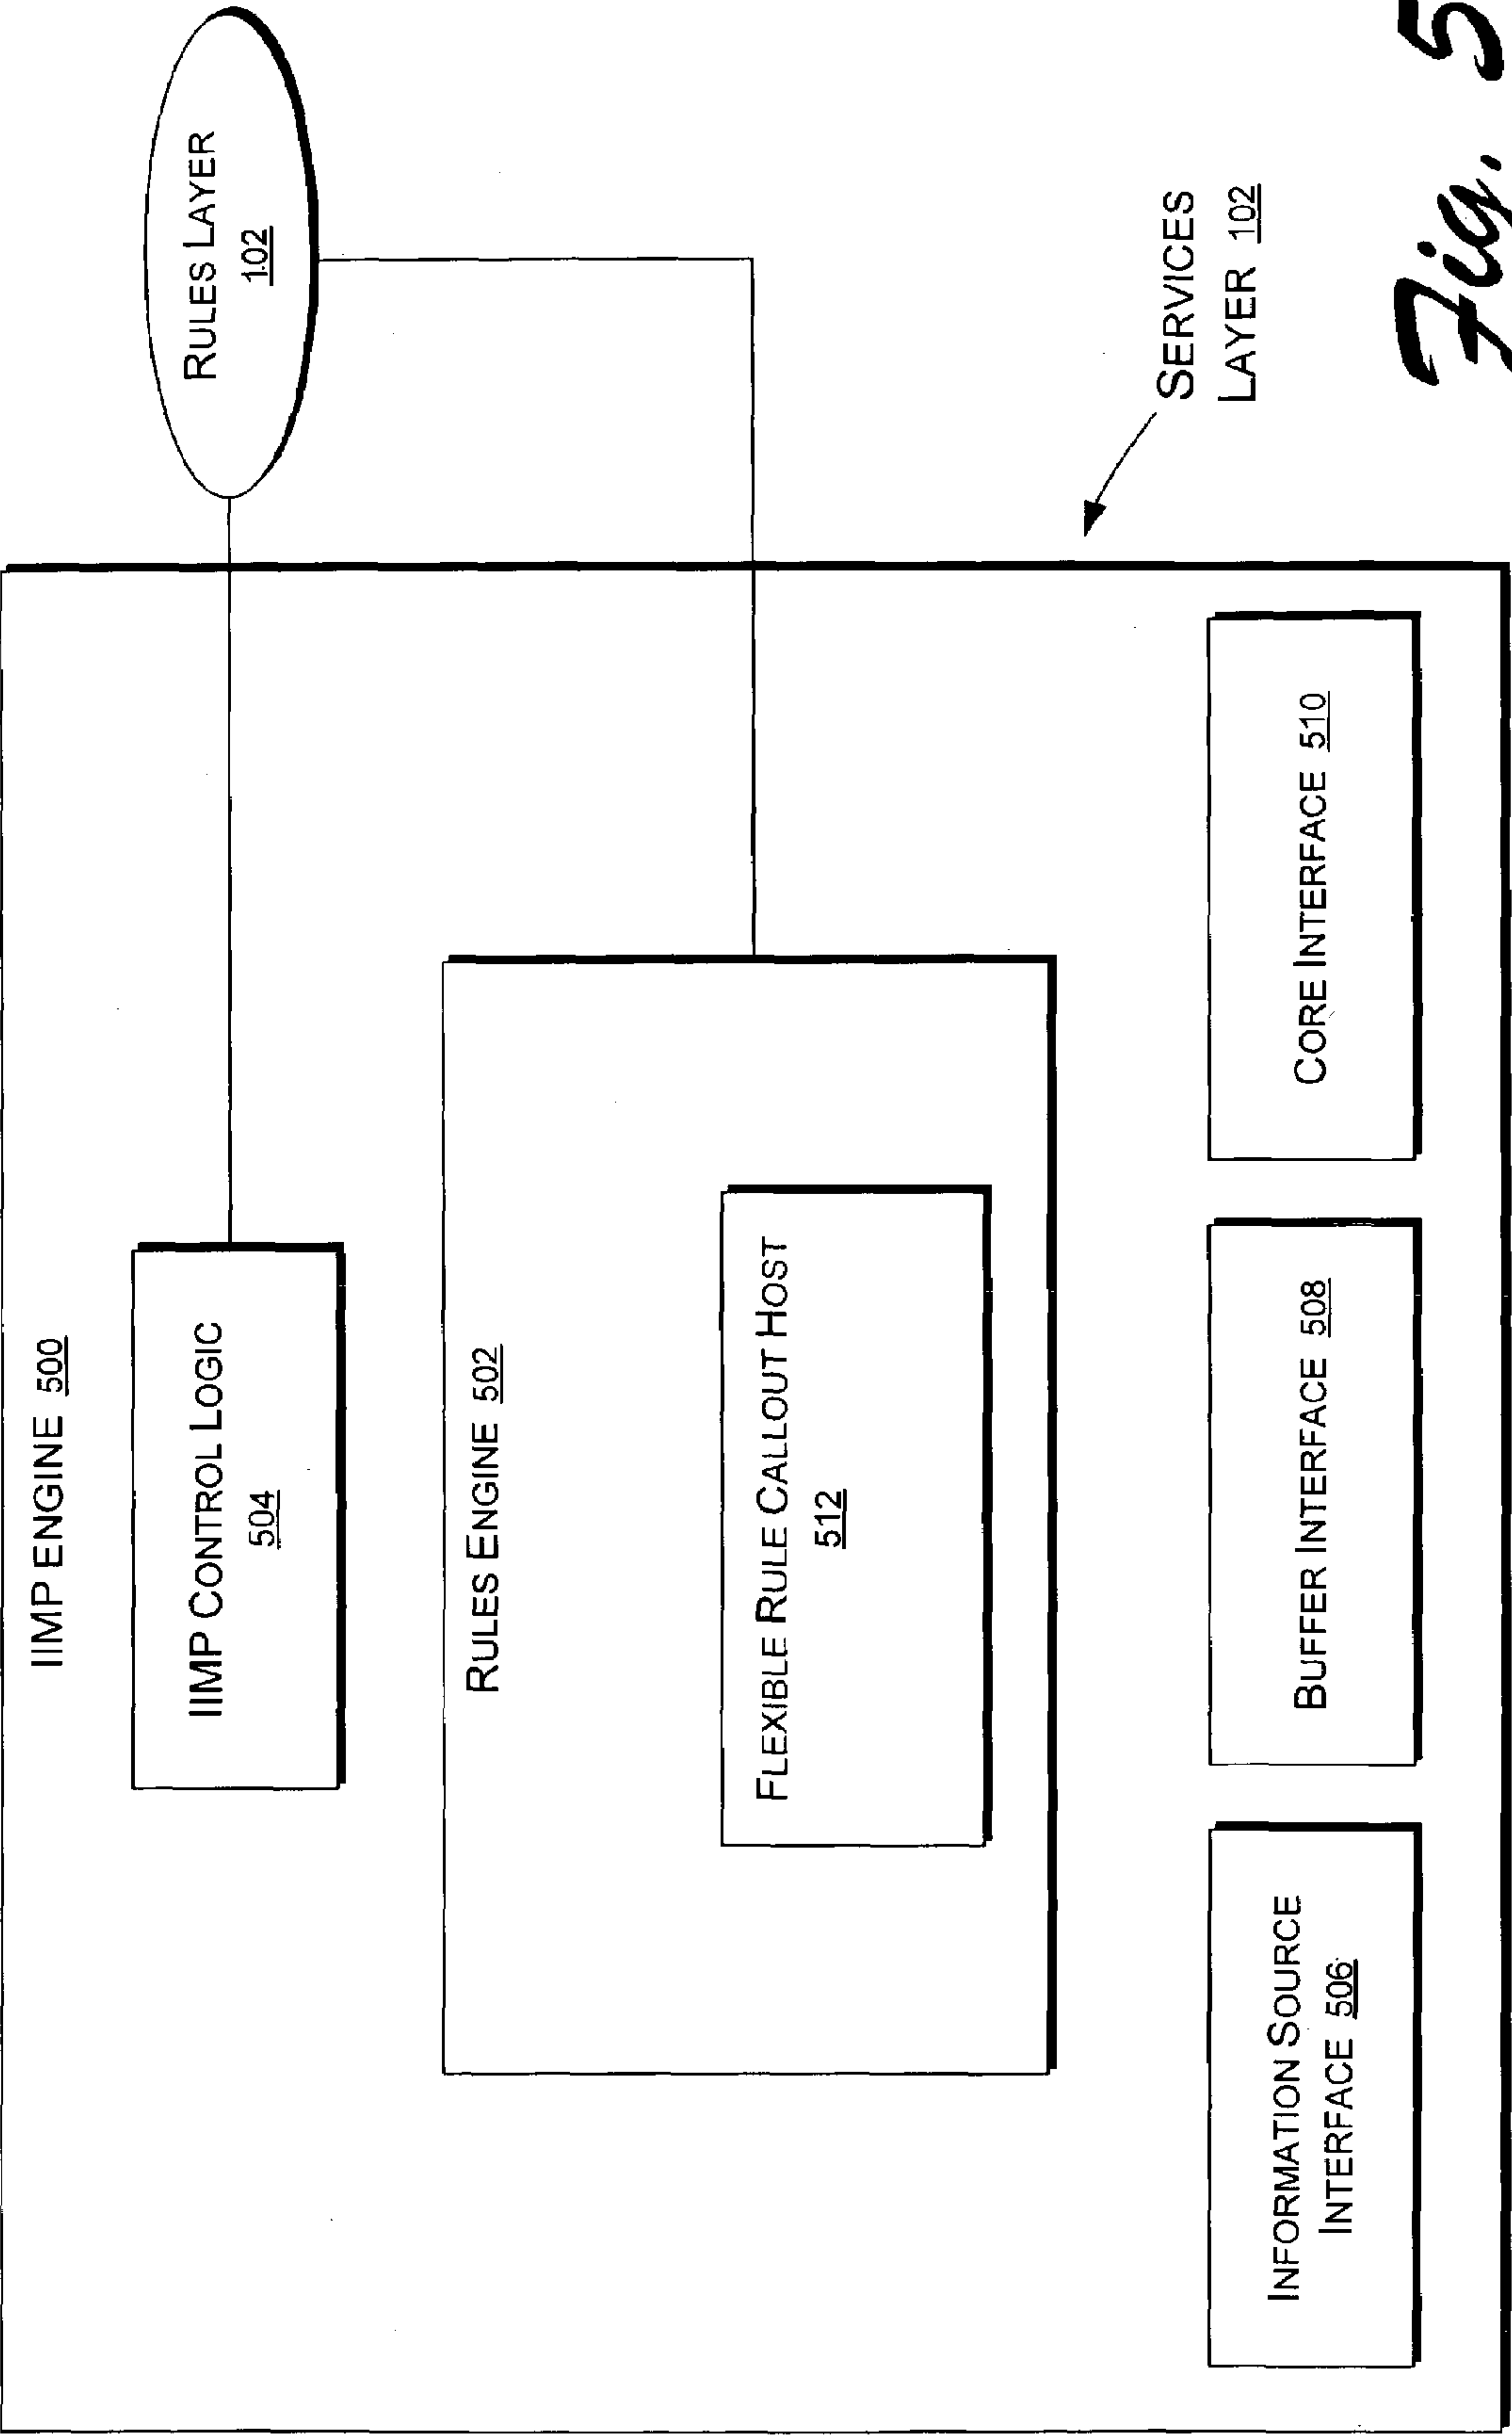 IIMP ENGINE 500
IIMP CONTROL LOGIC
504
RULES LAYER
102
RULES ENGINE 502
FLEXIBLE RULE CALLOUT HOST
512
INFORMATION SOURCE
INTERFACE 506
BUFFER INTERFACE 508
CORE INTERFACE 510
SERVICES
LAYER 102
Fig. 5